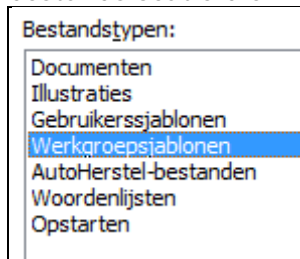 Bestandstypen:
Documenten
Illustraties
Gebruikerssjablonen
Werkgroepsjablonen
AutoHerstel-bestanden
Woordenlijsten
Opstarten